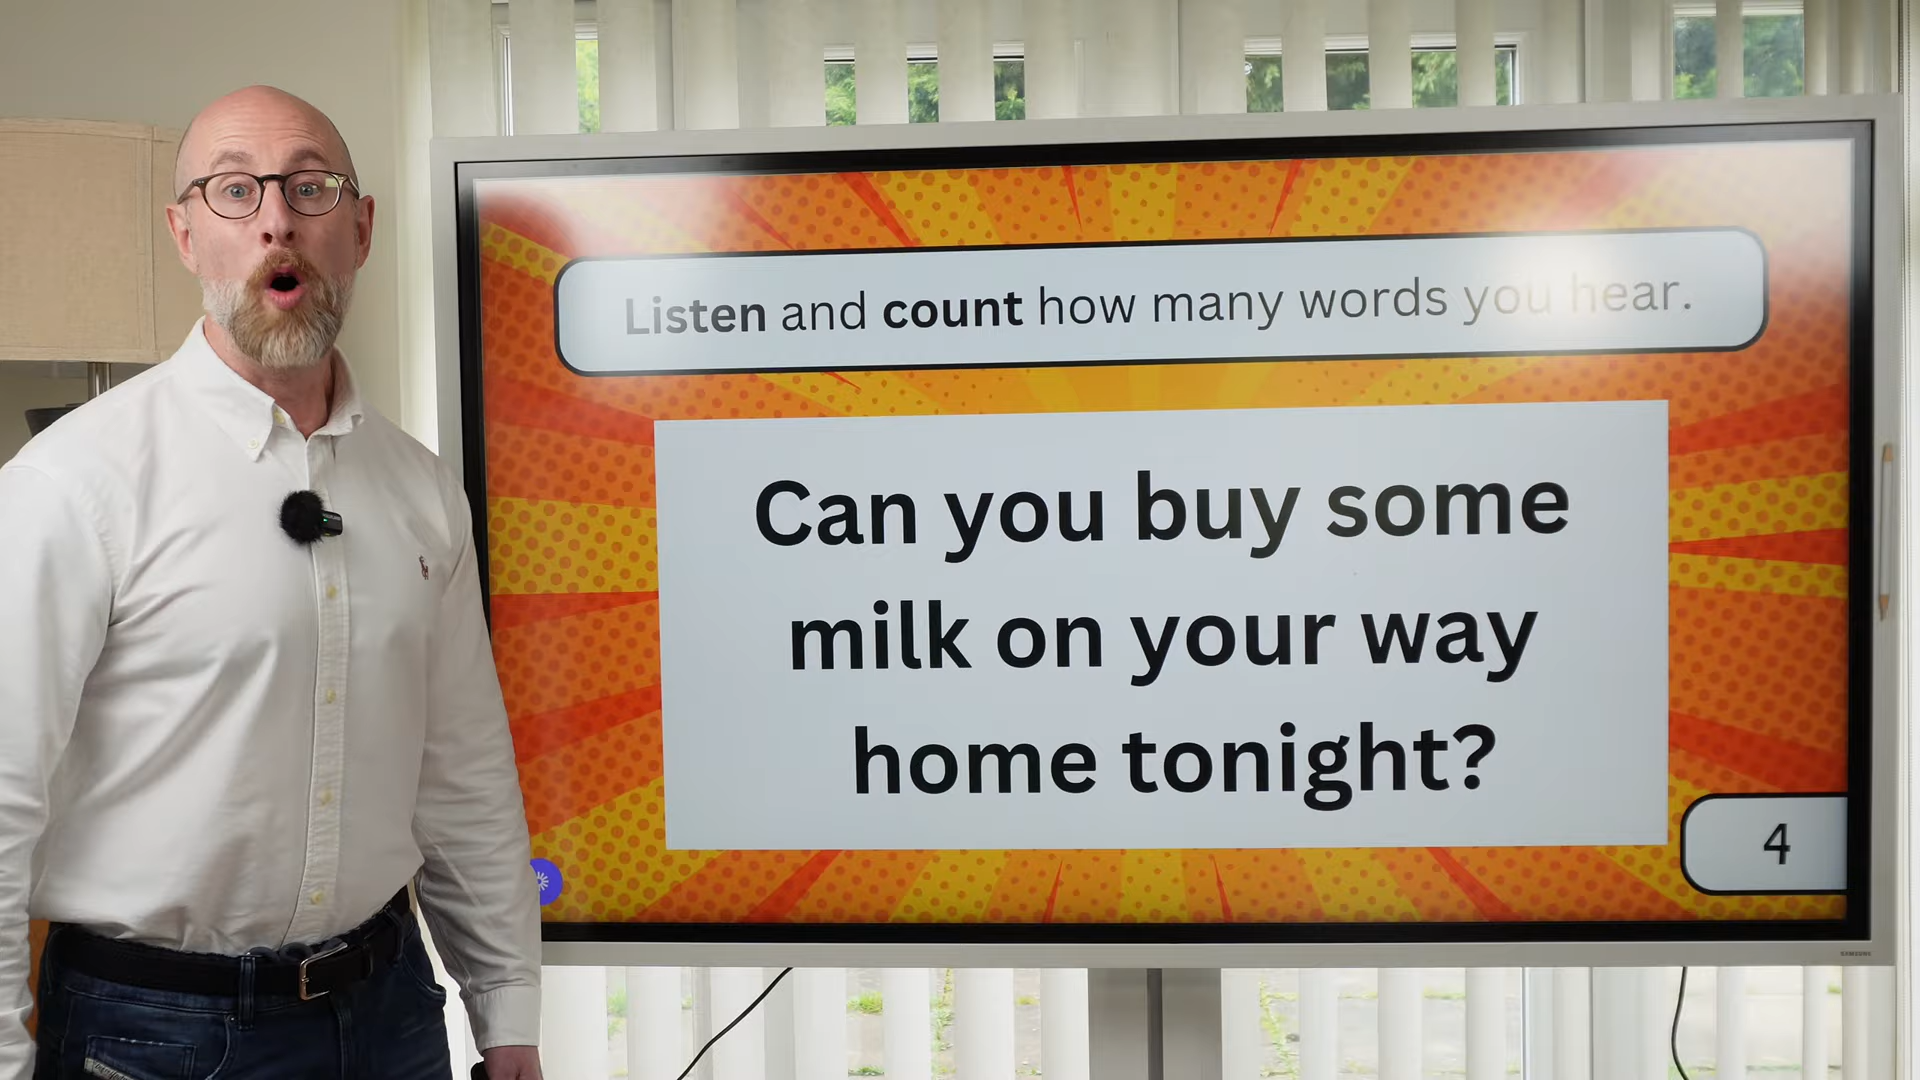 Listen and count how many words you hear.
Can you buy some
milk on your way
home tonight?
4
SAMSUNG